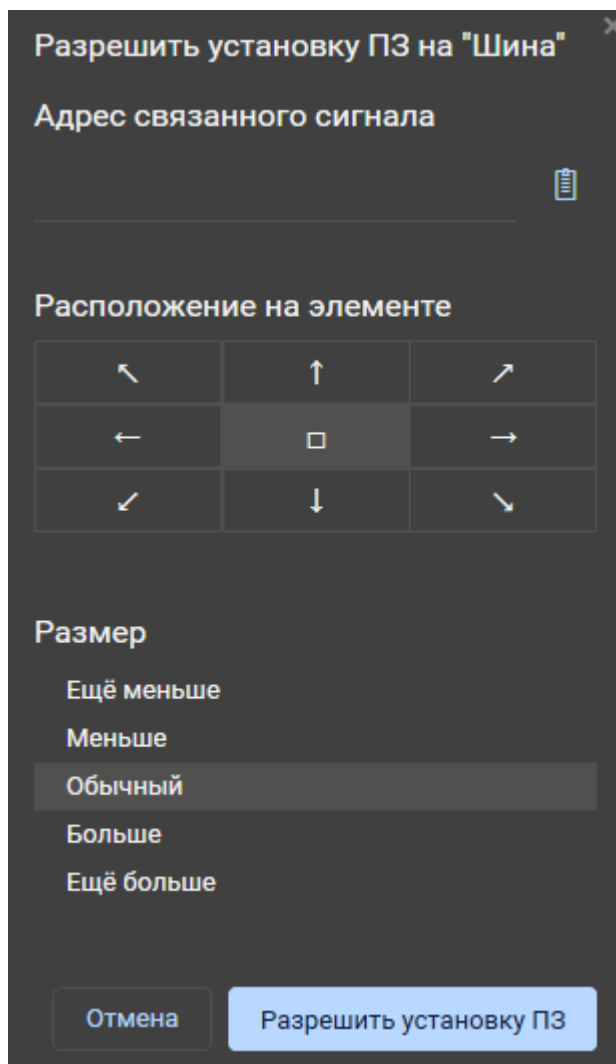 Разрешить установку ПЗ на "Шина"
Адрес связанного сигнала
Расположение на элементе
↖ ↑ ↗
← □ →
↙ ↓ ↘
Размер
Ещё меньше
Меньше
Обычный
Больше
Ещё больше
Отмена Разрешить установку ПЗ